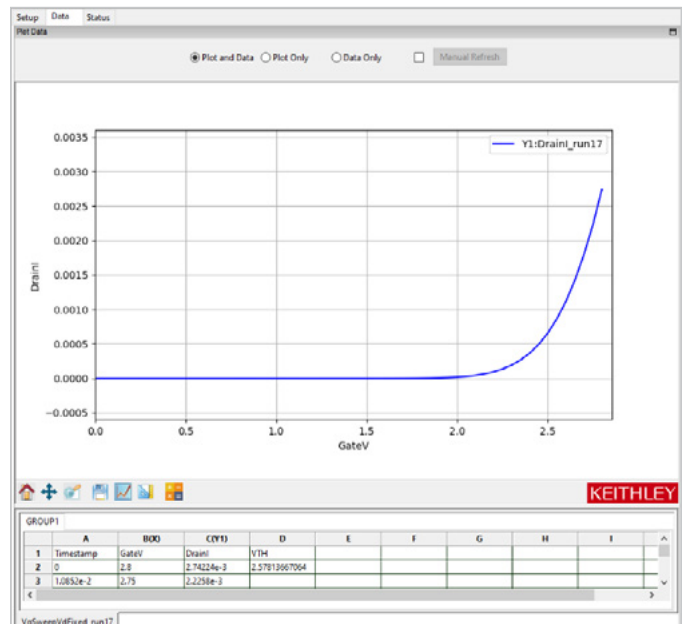 Setup Data Status
Plot Data
Plot and Data Plot Only Data Only Manual Refresh
Y1:DrainI_run17
0.0035
0.0030
0.0025
0.0020
0.0015
0.0010
0.0005
0.0000
−0.0005
DrainI
0.0 0.5 1.0 1.5 2.0 2.5
GateV
KEITHLEY
GROUP1
A B(X) C(Y1) D E F G H I
1 Timestamp GateV DrainI VTH
2 0 2.8 2.74224e-3 2.57813667064
3 1.0852e-2 2.75 2.2258e-3
VgSweepVdFixed_run17